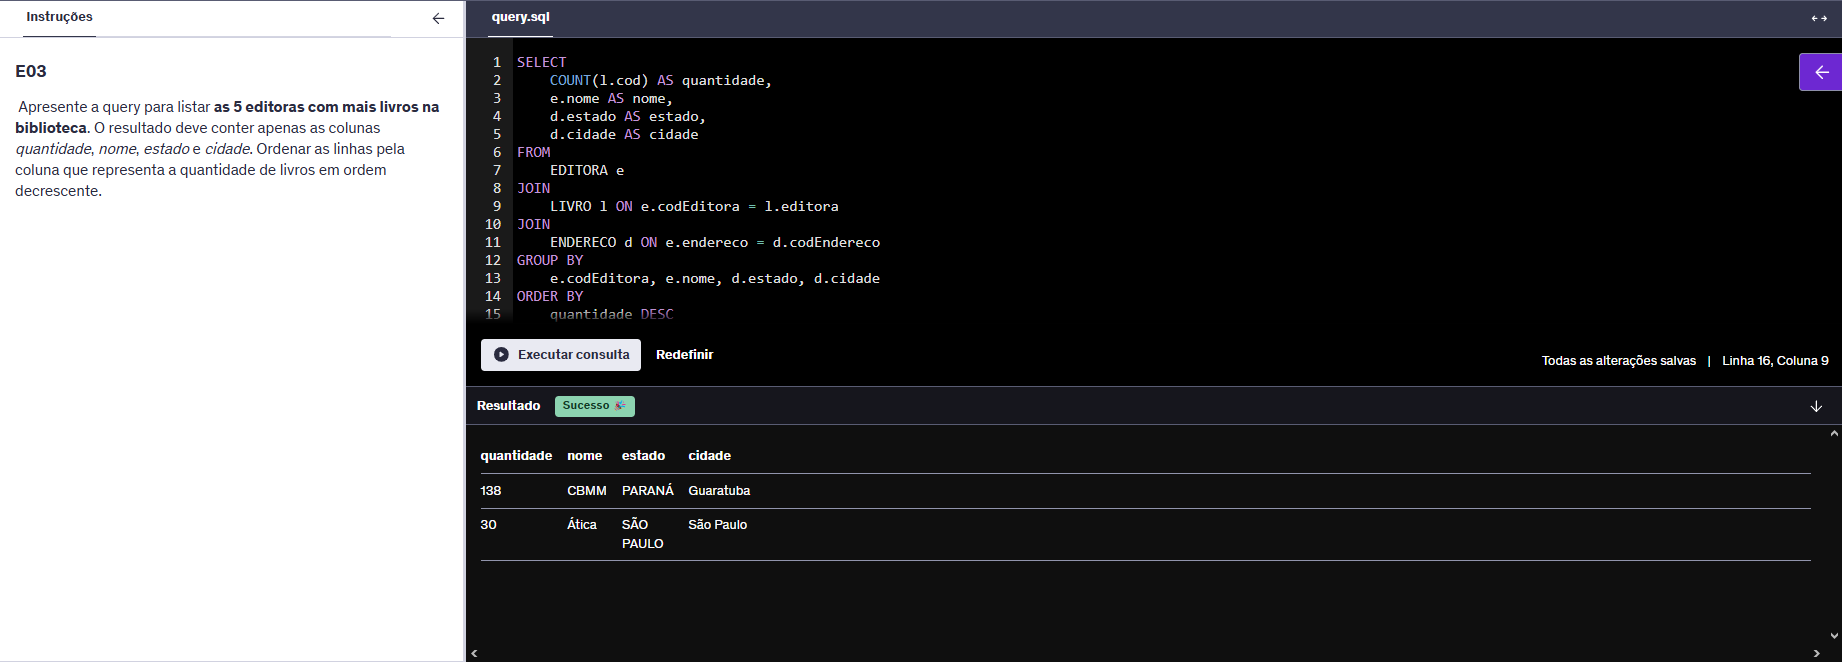 Instruções
E03
Apresente a query para listar as 5 editoras com mais livros na
biblioteca. O resultado deve conter apenas as colunas
quantidade, nome, estado e cidade. Ordenar as linhas pela
coluna que representa a quantidade de livros em ordem
decrescente.
query.sql
1 SELECT
2 COUNT(l.cod) AS quantidade,
3 e.nome AS nome,
4 d.estado AS estado,
5 d.cidade AS cidade
6 FROM
7 EDITORA e
8 JOIN
9 LIVRO l ON e.codEditora = l.editora
10 JOIN
11 ENDERECO d ON e.endereco = d.codEndereco
12 GROUP BY
13 e.codEditora, e.nome, d.estado, d.cidade
14 ORDER BY
15 quantidade DESC
Executar consulta Redefinir
Todas as alterações salvas | Linha 16, Coluna 9
Resultado Sucesso 🎉
quantidade nome estado cidade
138 CBMM PARANÁ Guaratuba
30 Ática SÃO São Paulo
PAULO